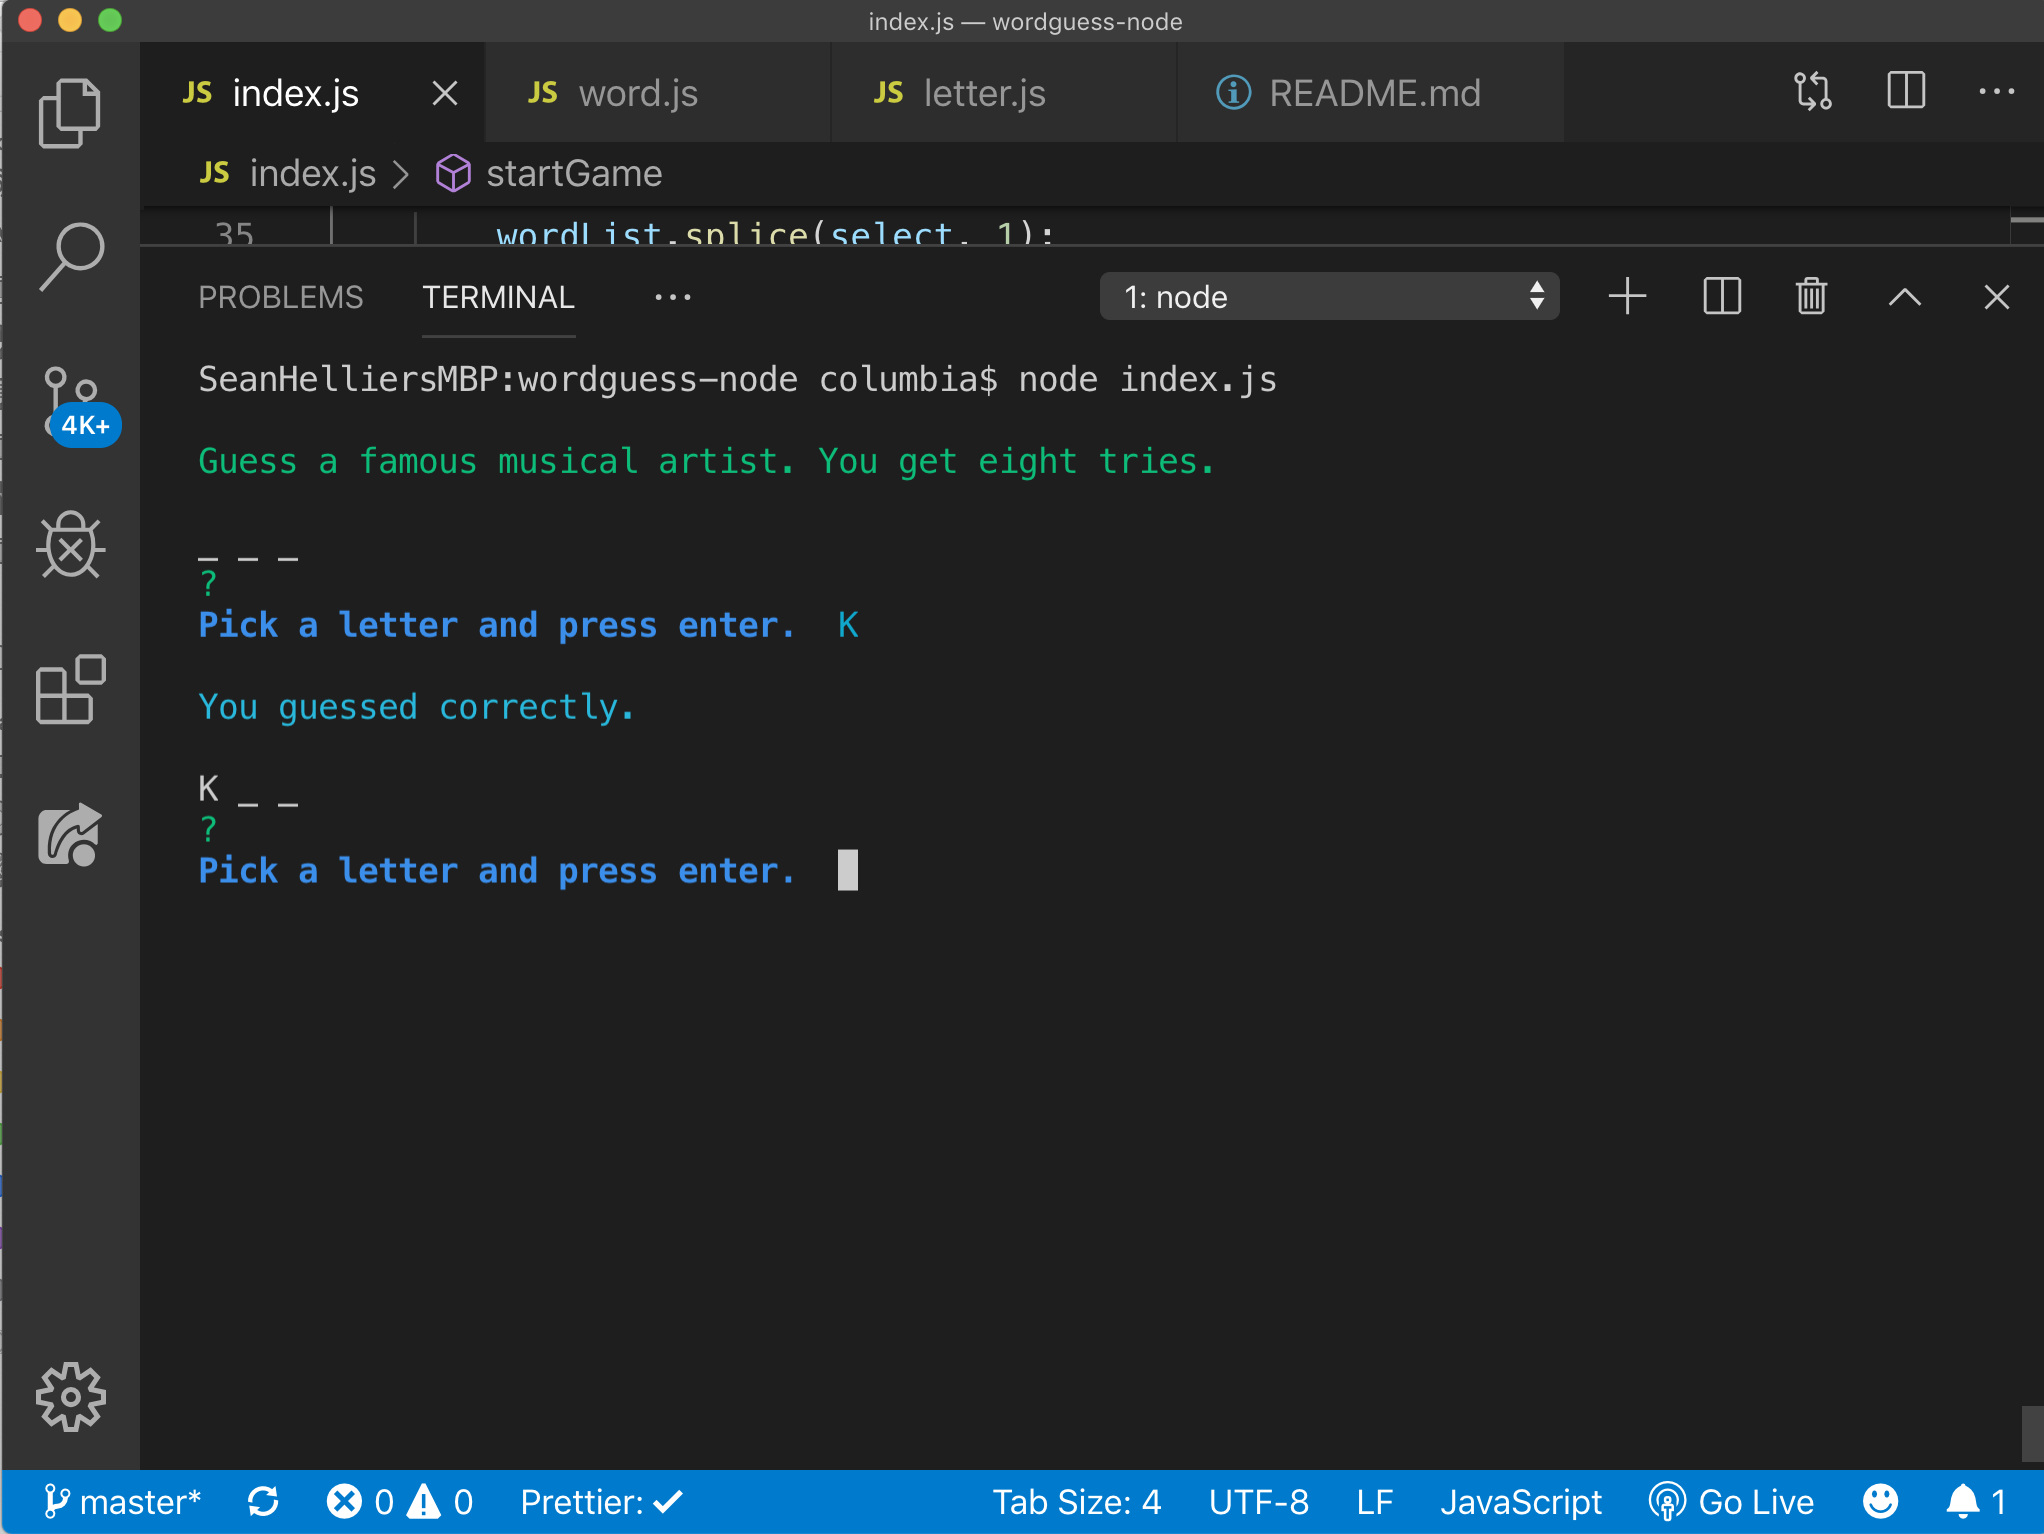 index.js — wordguess-node
JS index.js JS word.js JS letter.js README.md
JS index.js > startGame
35 wordList.splice(select, 1);
PROBLEMS TERMINAL ... 1: node
SeanHelliersMBP:wordguess-node columbia$ node index.js
Guess a famous musical artist. You get eight tries.
_ _ _
?
Pick a letter and press enter. K
You guessed correctly.
K _ _
?
Pick a letter and press enter.
4K+
master* 0 0 Prettier: ✓ Tab Size: 4 UTF-8 LF JavaScript Go Live 1